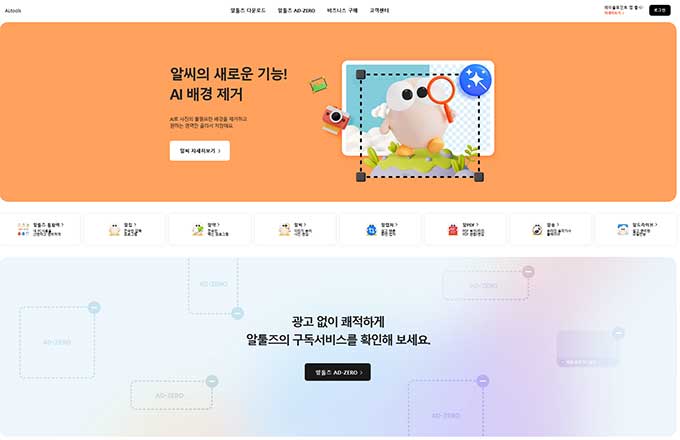 Altools
알툴즈 다운로드
알툴즈 AD-ZERO
비즈니스 구매
고객센터
로그인
알씨의 새로운 기능!
AI 배경 제거
AI로 사진의 불필요한 배경을 제거하고
원하는 영역만 골라서 저장해요
알씨 자세히보기 >
알툴즈 통합팩 >
알집 >
알약 >
알씨 >
알캡처 >
알PDF >
알송 >
알드라이브 >
AD-ZERO
AD-ZERO
AD-ZERO
광고 없이 쾌적하게
알툴즈의 구독서비스를 확인해 보세요.
알툴즈 AD-ZERO >
AD-ZERO
AD-ZERO